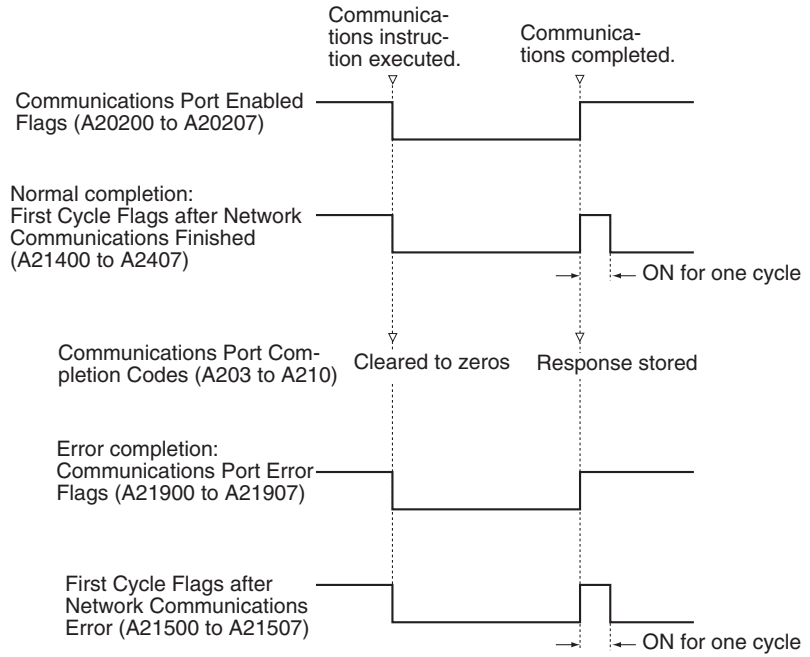 Communica-
tions instruc-
tion executed.
Communica-
tions completed.
Communications Port Enabled
Flags (A20200 to A20207)
Normal completion:
First Cycle Flags after Network
Communications Finished
(A21400 to A2407)
ON for one cycle
Communications Port Com-
pletion Codes (A203 to A210)
Cleared to zeros
Response stored
Error completion:
Communications Port Error
Flags (A21900 to A21907)
First Cycle Flags after
Network Communications
Error (A21500 to A21507)
ON for one cycle